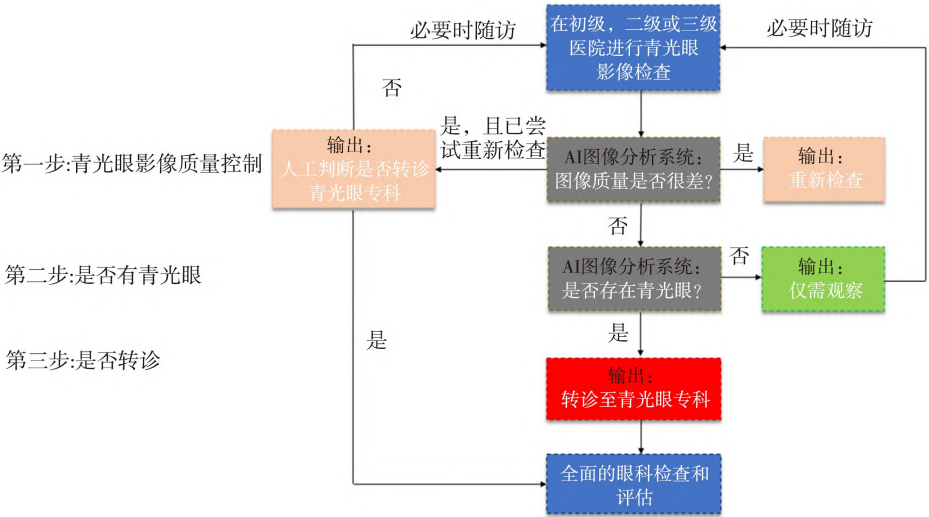 必要时随访
在初级，二级或三级
医院进行青光眼
影像检查
必要时随访
否
是，且已尝
试重新检查
第一步:青光眼影像质量控制
输出：
人工判断是否转诊
青光眼专科
AI图像分析系统：
图像质量是否很差？
是
输出：
重新检查
否
第二步:是否有青光眼
AI图像分析系统：
是否存在青光眼？
否
输出：
仅需观察
是
是
第三步:是否转诊
输出：
转诊至青光眼专科
全面的眼科检查和
评估